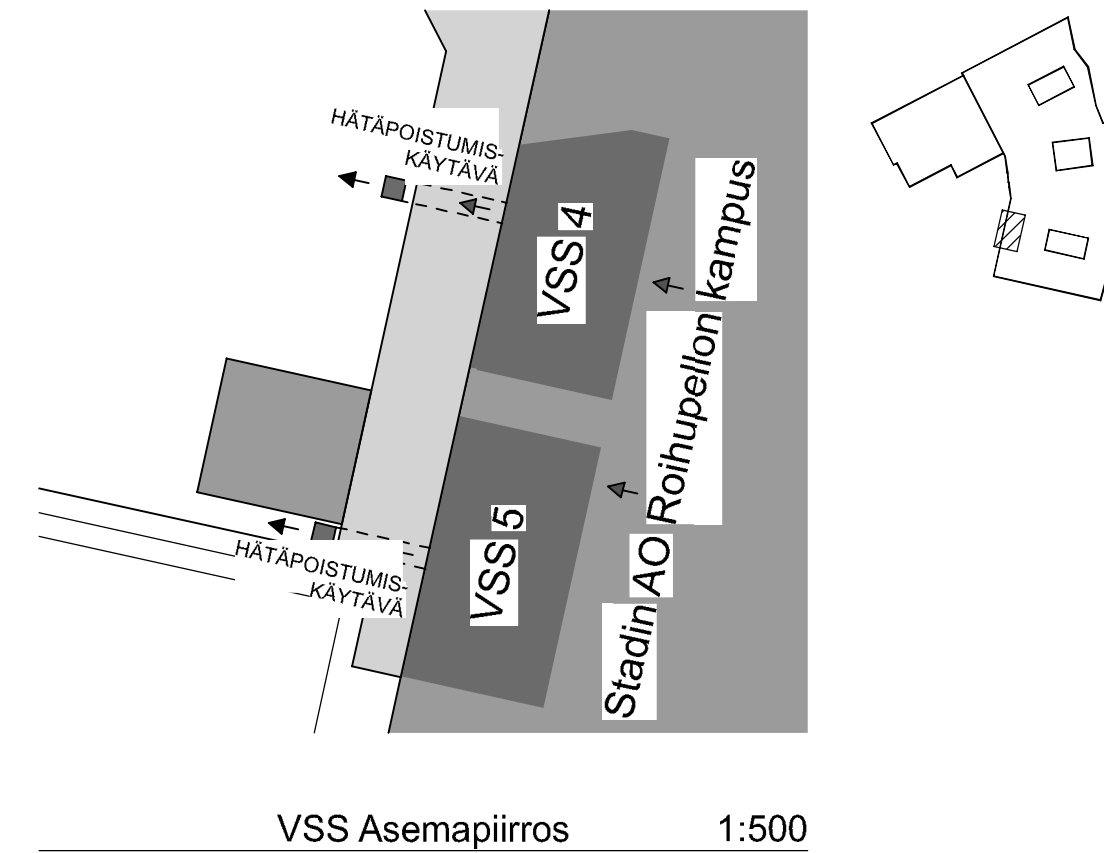 HÄTÄPOISTUMIS-
KÄYTÄVÄ
VSS 4
Stadin AO Roihupellon kampus
VSS 5
HÄTÄPOISTUMIS-
KÄYTÄVÄ
VSS Asemapiirros 1:500